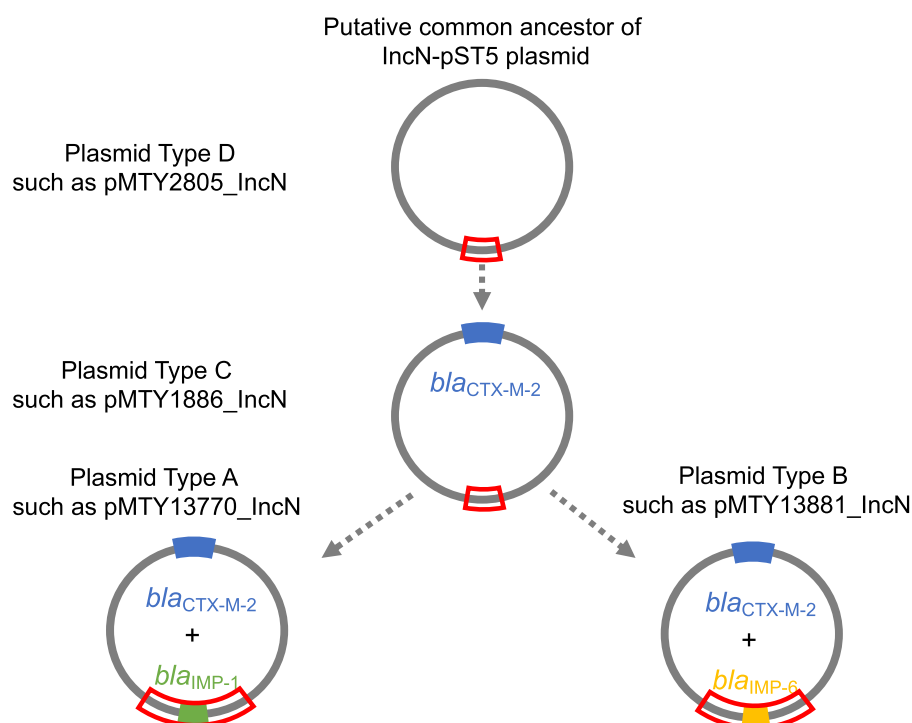 Putative common ancestor of
IncN-pST5 plasmid
Plasmid Type D
such as pMTY2805_IncN
blaCTX-M-2
Plasmid Type C
such as pMTY1886_IncN
Plasmid Type A
such as pMTY13770_IncN
Plasmid Type B
such as pMTY13881_IncN
blaCTX-M-2
+
blaIMP-1
blaCTX-M-2
+
blaIMP-6